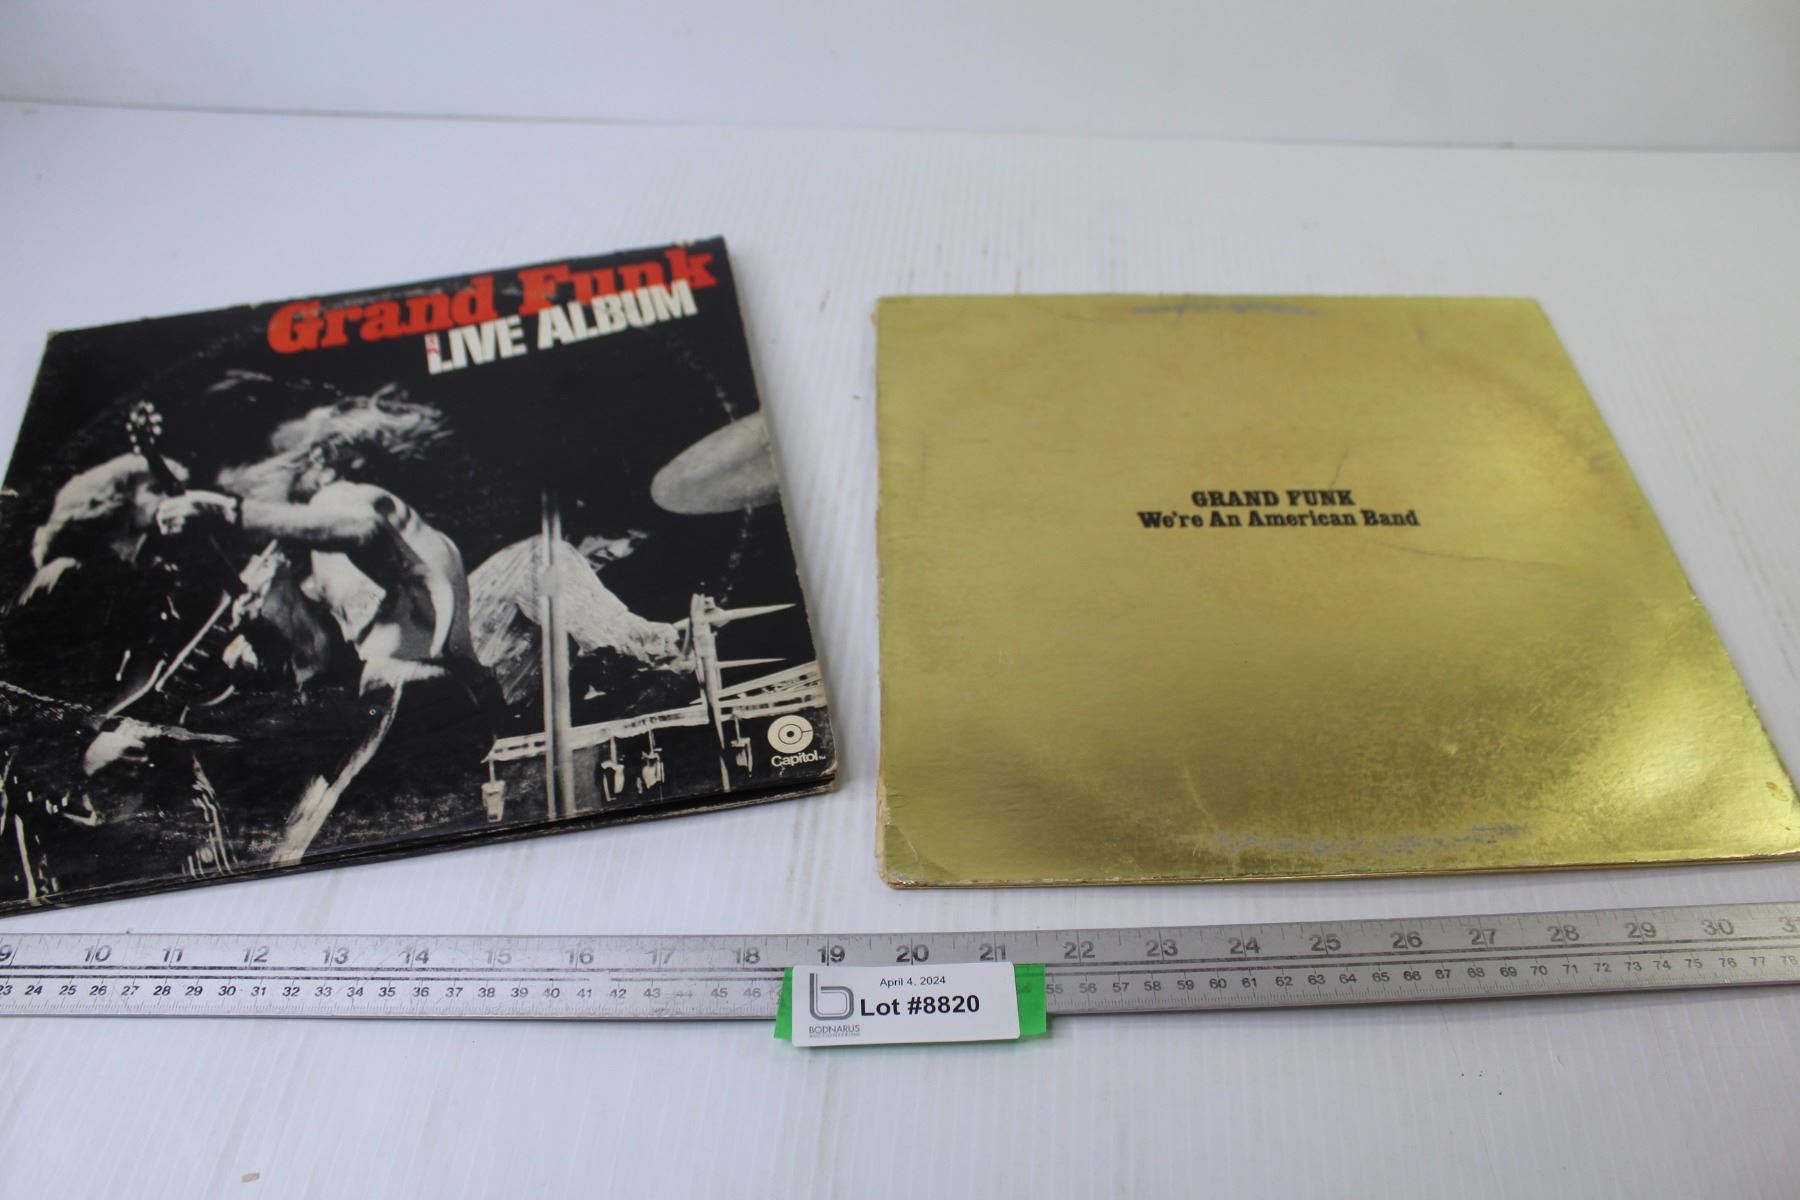 Grand Funk
LIVE ALBUM
Capitol
GRAND FUNK
We're An American Band
9 10 11 12 13 14 15 16 17 18 19 20 21 22 23 24 25 26 27 28 29 30 31
23 24 25 26 27 28 29 30 31 32 33 34 35 36 37 38 39 40 41 42 43 44 45 46 55 56 57 58 59 60 61 62 63 64 65 66 67 68 69 70 71 72 73 74 75 76 77 78
April 4, 2024
Lot #8820
BODNARUS
AUCTIONEERING